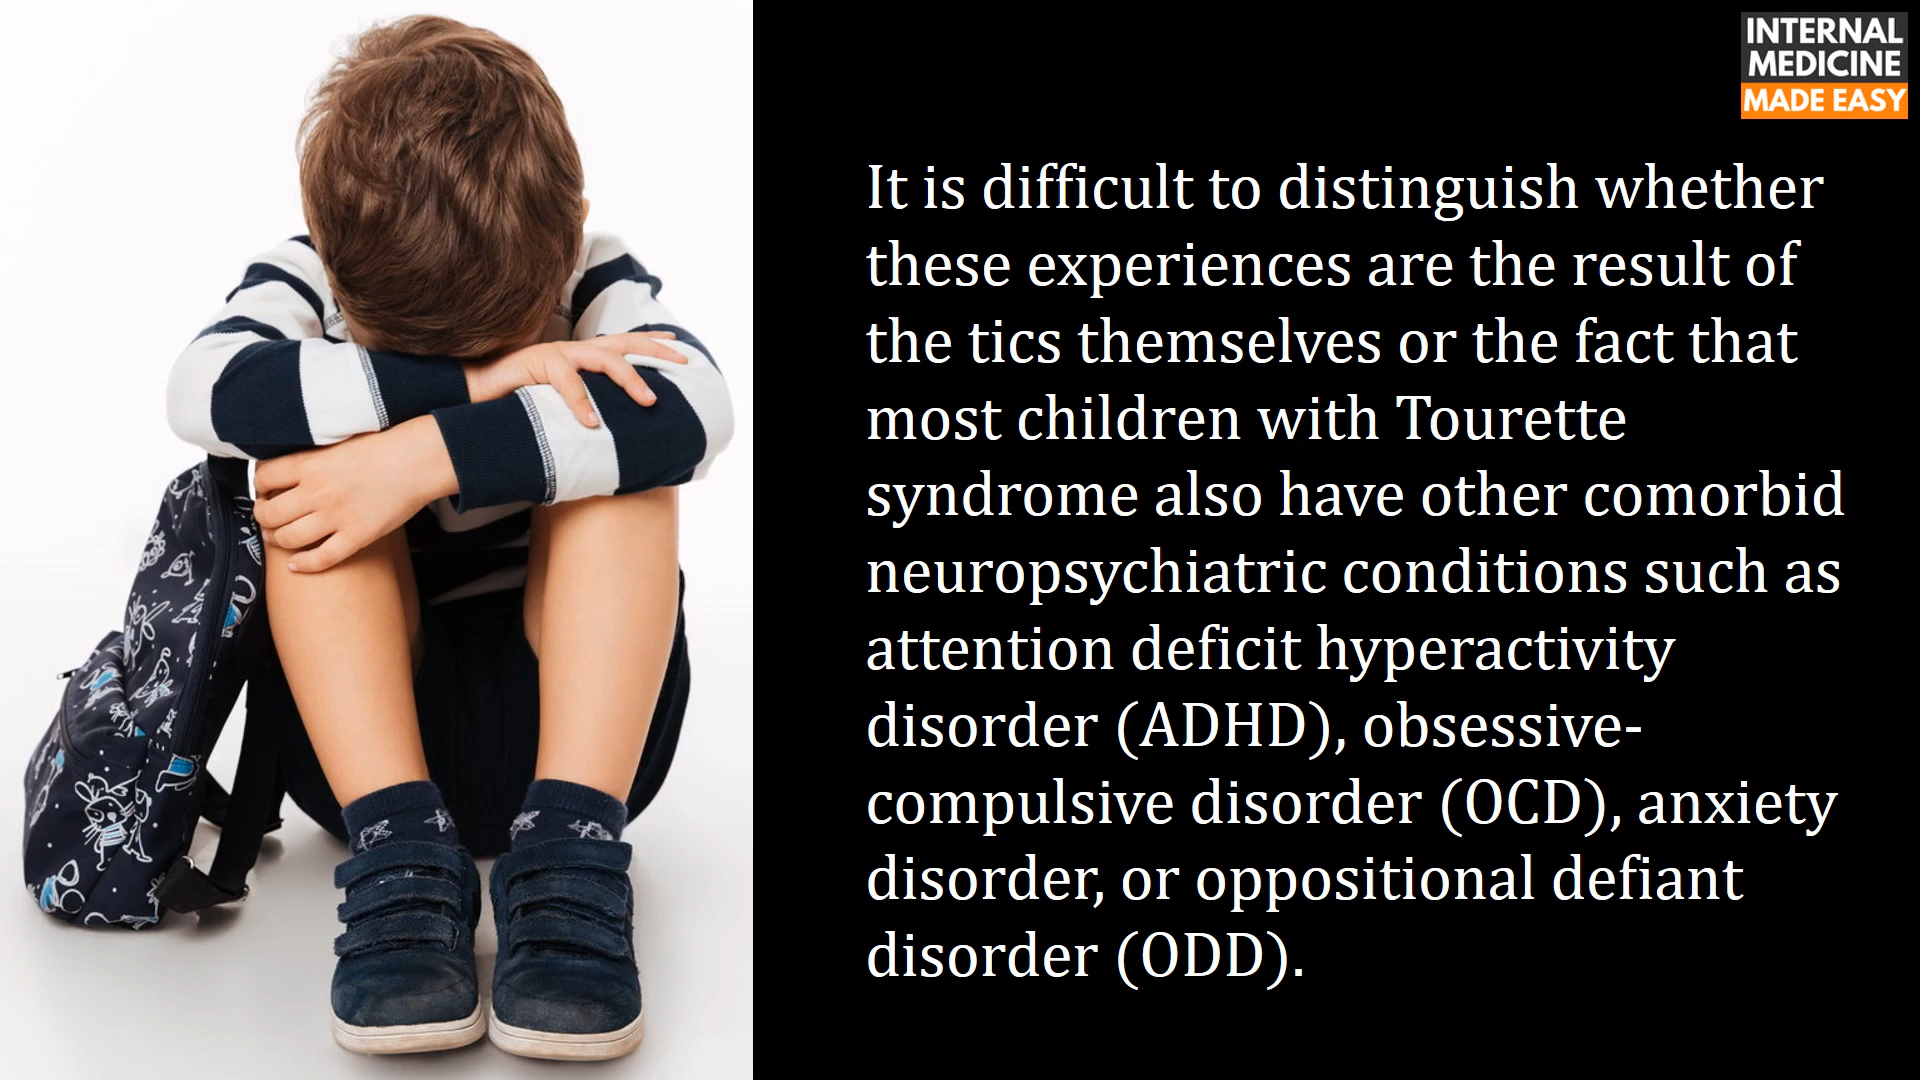 INTERNAL
MEDICINE
MADE EASY
It is difficult to distinguish whether
these experiences are the result of
the tics themselves or the fact that
most children with Tourette
syndrome also have other comorbid
neuropsychiatric conditions such as
attention deficit hyperactivity
disorder (ADHD), obsessive-
compulsive disorder (OCD), anxiety
disorder, or oppositional defiant
disorder (ODD).